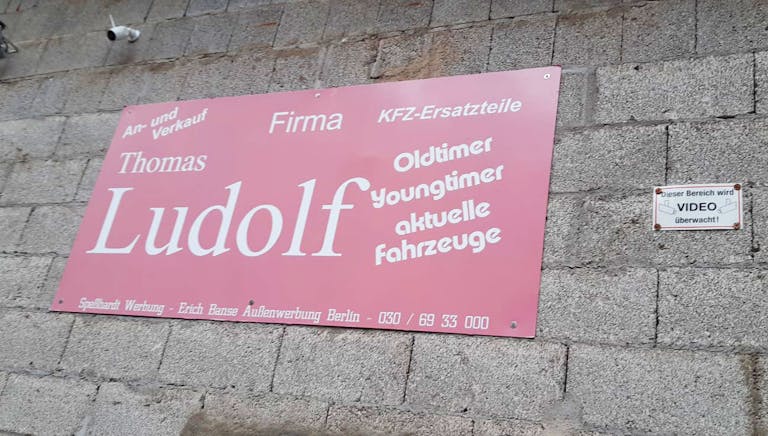 An- und
Verkauf
Firma
KFZ-Ersatzteile
Thomas
Ludolf
Oldtimer
Youngtimer
aktuelle
Fahrzeuge
Speßhardt Werbung - Erich Banse Außenwerbung Berlin - 030 / 69 33 000
Dieser Bereich wird
VIDEO
überwacht!